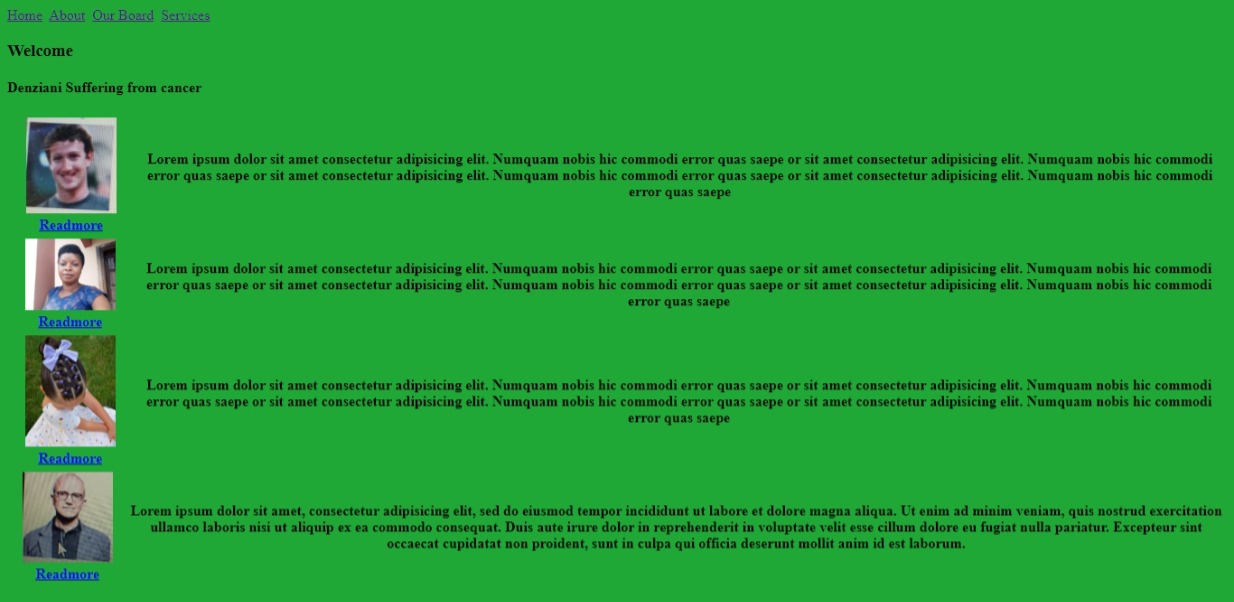 Home About Our Board Services
Welcome
Denziani Suffering from cancer
Lorem ipsum dolor sit amet consectetur adipisicing elit. Numquam nobis hic commodi error quas saepe or sit amet consectetur adipisicing elit. Numquam nobis hic commodi
error quas saepe or sit amet consectetur adipisicing elit. Numquam nobis hic commodi error quas saepe or sit amet consectetur adipisicing elit. Numquam nobis hic commodi
error quas saepe
Readmore
Lorem ipsum dolor sit amet consectetur adipisicing elit. Numquam nobis hic commodi error quas saepe or sit amet consectetur adipisicing elit. Numquam nobis hic commodi
error quas saepe or sit amet consectetur adipisicing elit. Numquam nobis hic commodi error quas saepe or sit amet consectetur adipisicing elit. Numquam nobis hic commodi
error quas saepe
Readmore
Lorem ipsum dolor sit amet consectetur adipisicing elit. Numquam nobis hic commodi error quas saepe or sit amet consectetur adipisicing elit. Numquam nobis hic commodi
error quas saepe or sit amet consectetur adipisicing elit. Numquam nobis hic commodi error quas saepe or sit amet consectetur adipisicing elit. Numquam nobis hic commodi
error quas saepe
Readmore
Lorem ipsum dolor sit amet, consectetur adipisicing elit, sed do eiusmod tempor incididunt ut labore et dolore magna aliqua. Ut enim ad minim veniam, quis nostrud exercitation
ullamco laboris nisi ut aliquip ex ea commodo consequat. Duis aute irure dolor in reprehenderit in voluptate velit esse cillum dolore eu fugiat nulla pariatur. Excepteur sint
occaecat cupidatat non proident, sunt in culpa qui officia deserunt mollit anim id est laborum.
Readmore